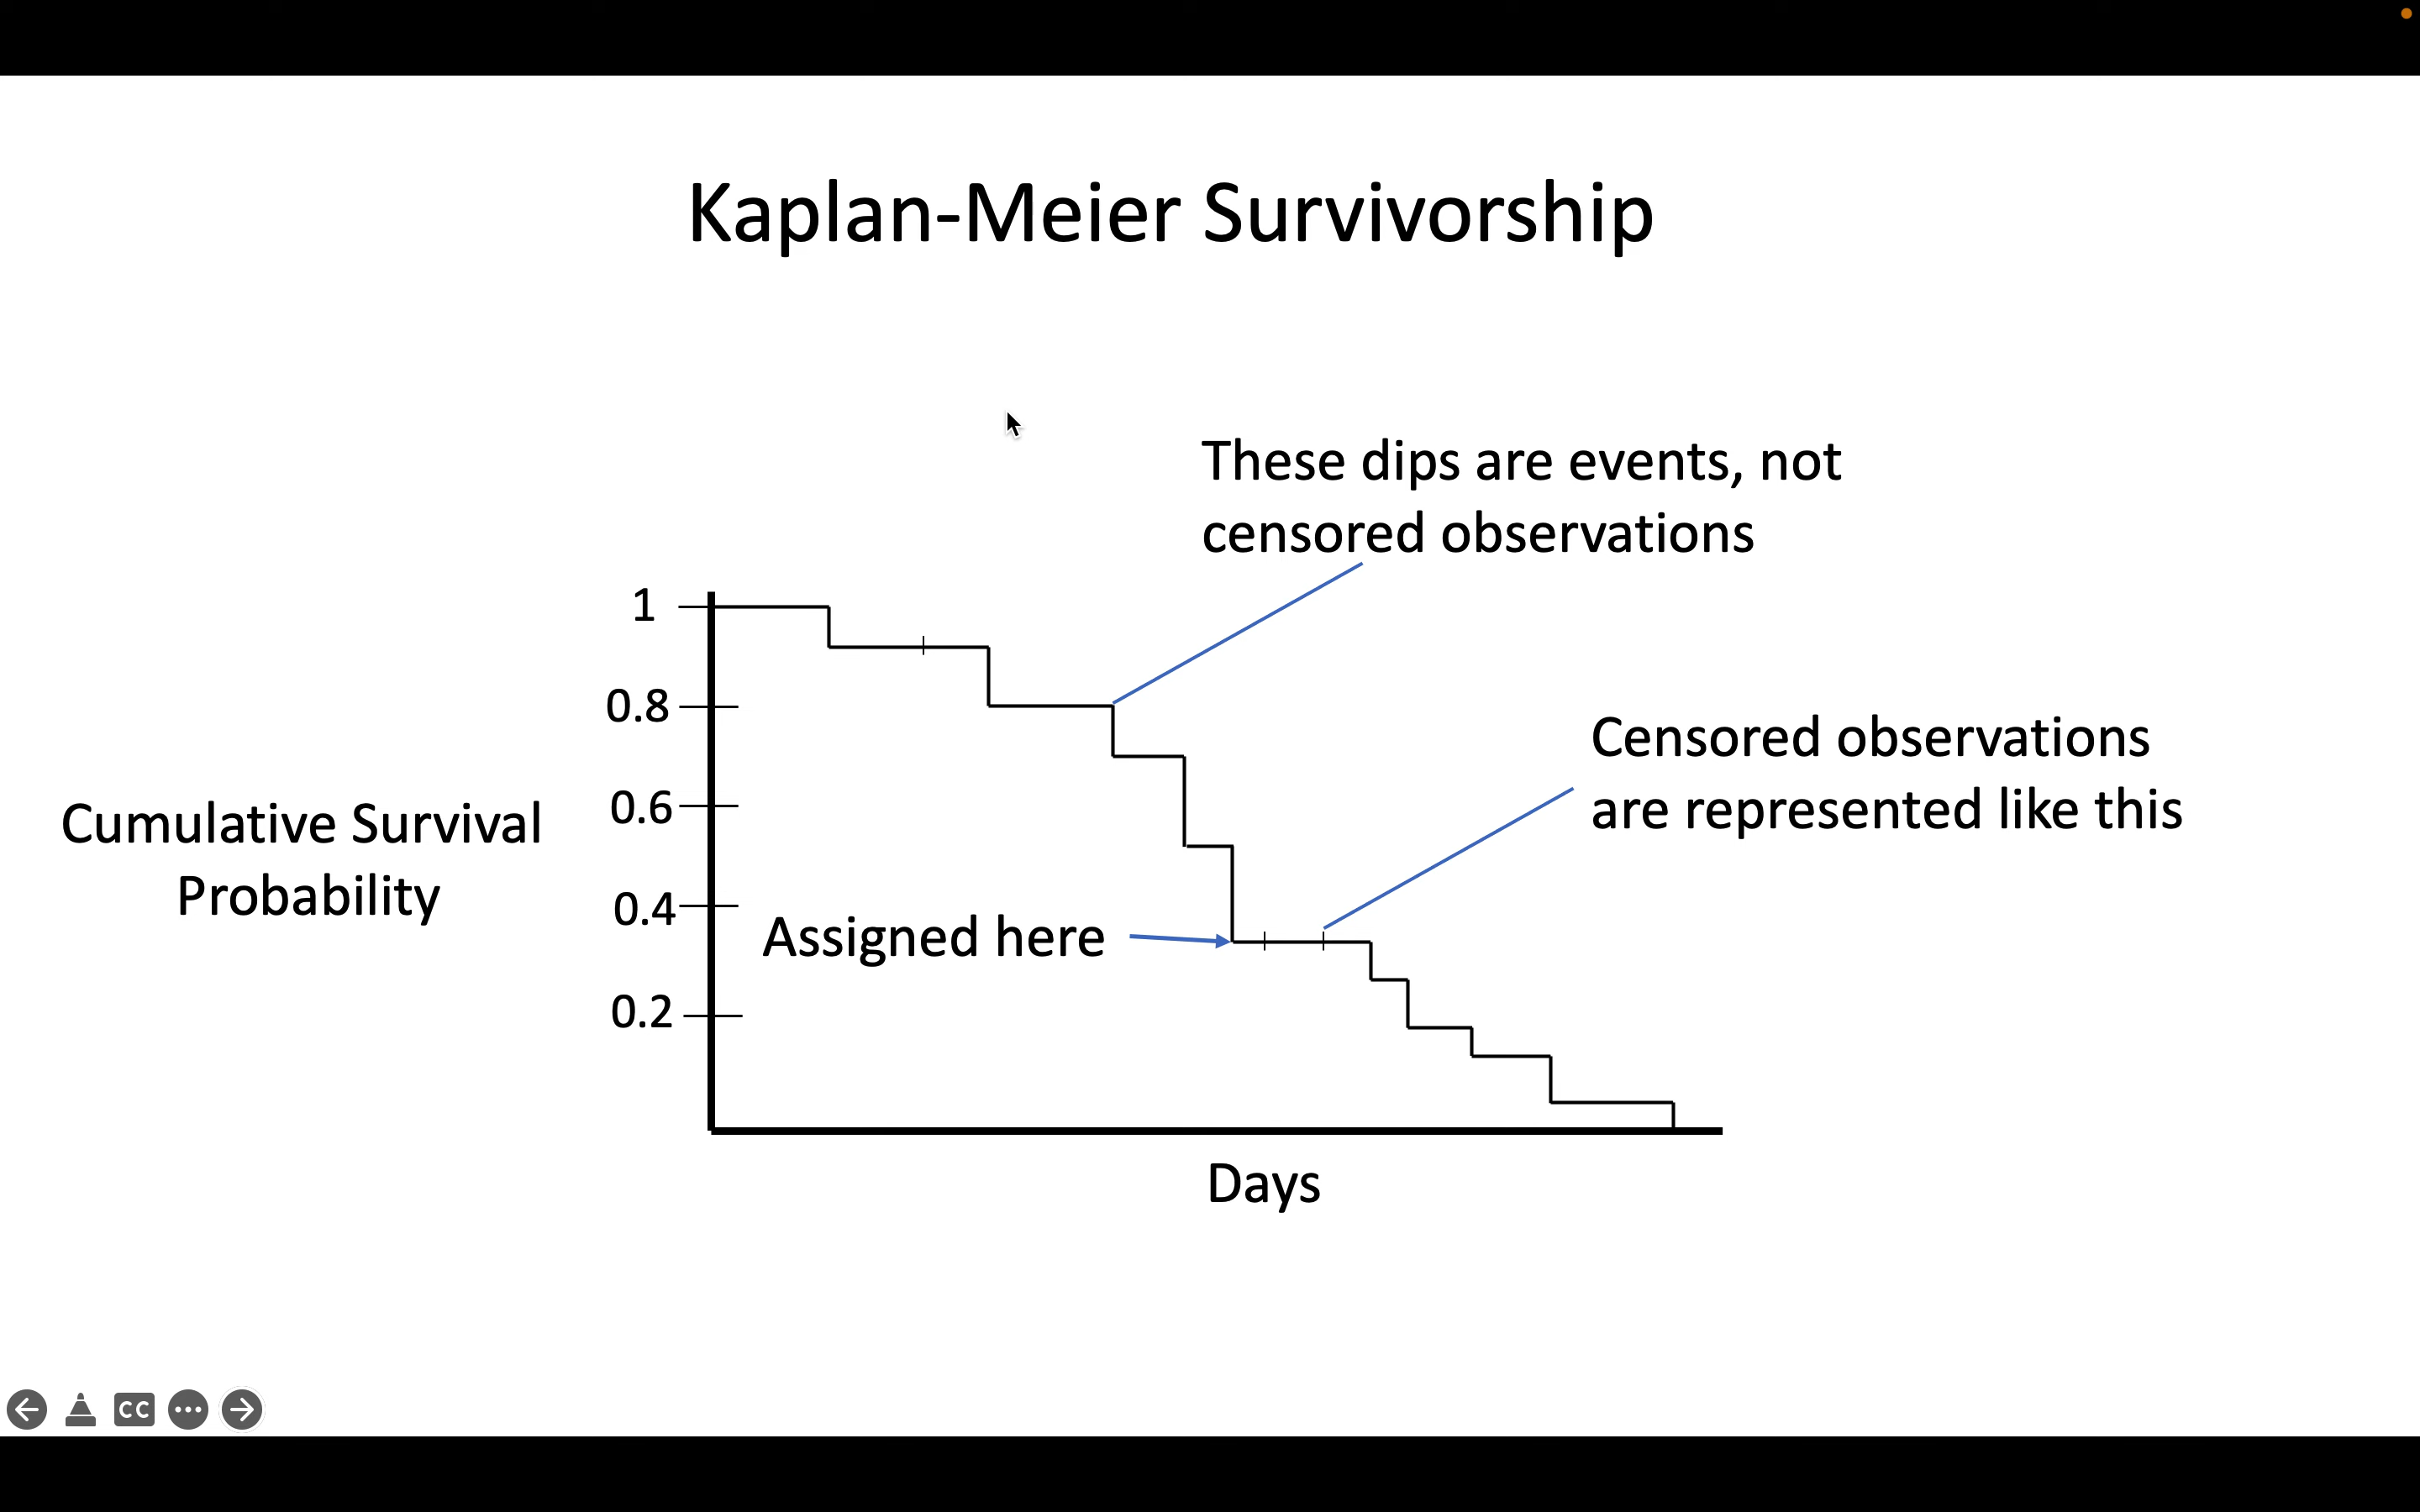 Kaplan-Meier Survivorship
These dips are events, not
censored observations
1
0.8
Censored observations
are represented like this
0.6
Cumulative Survival
Probability
0.4
Assigned here
0.2
Days
CC